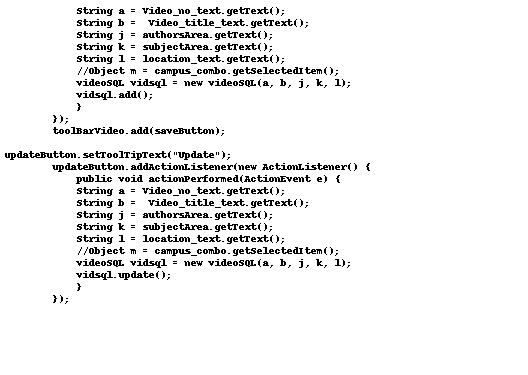 String a = Video_no_text.getText();
String b =  Video_title_text.getText();
String j = authorsArea.getText();
String k = subjectArea.getText();
String l = location_text.getText();
//Object m = campus_combo.getSelectedItem();
videoSQL vidsql = new videoSQL(a, b, j, k, l);
vidsql.add();
}
});
toolBarVideo.add(saveButton);
updateButton.setToolTipText("Update");
updateButton.addActionListener(new ActionListener() {
public void actionPerformed(ActionEvent e) {
String a = Video_no_text.getText();
String b =  Video_title_text.getText();
String j = authorsArea.getText();
String k = subjectArea.getText();
String l = location_text.getText();
//Object m = campus_combo.getSelectedItem();
videoSQL vidsql = new videoSQL(a, b, j, k, l);
vidsql.update();
}
});